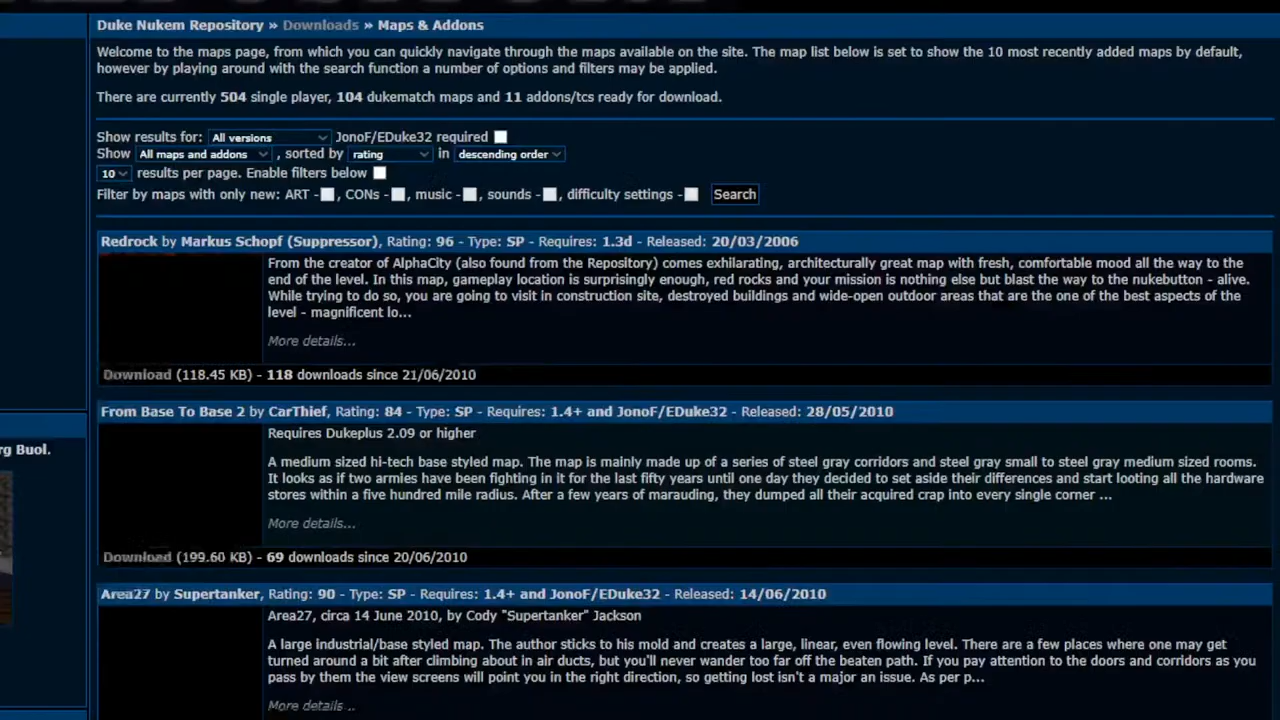 Duke Nukem Repository » Downloads » Maps & Addons
Welcome to the maps page, from which you can quickly navigate through the maps available on the site. The map list below is set to show the 10 most recently added maps by default,
however by playing around with the search function a number of options and filters may be applied.
There are currently 504 single player, 104 dukematch maps and 11 addons/tcs ready for download.
Show results for: All versions JonoF/EDuke32 required
Show All maps and addons , sorted by rating in descending order
10 results per page. Enable filters below
Filter by maps with only new: ART - , CONs - , music - , sounds - , difficulty settings - Search
Redrock by Markus Schopf (Suppressor), Rating: 96 - Type: SP - Requires: 1.3d - Released: 20/03/2006
From the creator of AlphaCity (also found from the Repository) comes exhilarating, architecturally great map with fresh, comfortable mood all the way to the
end of the level. In this map, gameplay location is surprisingly enough, red rocks and your mission is nothing else but blast the way to the nukebutton - alive.
While trying to do so, you are going to visit in construction site, destroyed buildings and wide-open outdoor areas that are the one of the best aspects of the
level - magnificent lo...
More details...
Download (118.45 KB) - 118 downloads since 21/06/2010
From Base To Base 2 by CarThief, Rating: 84 - Type: SP - Requires: 1.4+ and JonoF/EDuke32 - Released: 28/05/2010
rg Buol.
Requires Dukeplus 2.09 or higher
A medium sized hi-tech base styled map. The map is mainly made up of a series of steel gray corridors and steel gray small to steel gray medium sized rooms.
It looks as if two armies have been fighting in it for the last fifty years until one day they decided to set aside their differences and start looting all the hardware
stores within a five hundred mile radius. After a few years of marauding, they dumped all their acquired crap into every single corner ...
More details...
Download (199.60 KB) - 69 downloads since 20/06/2010
Area27 by Supertanker, Rating: 90 - Type: SP - Requires: 1.4+ and JonoF/EDuke32 - Released: 14/06/2010
Area27, circa 14 June 2010, by Cody "Supertanker" Jackson
A large industrial/base styled map. The author sticks to his mold and creates a large, linear, even flowing level. There are a few places where one may get
turned around a bit after climbing about in air ducts, but you'll never wander too far off the beaten path. If you pay attention to the doors and corridors as you
pass by them the view screens will point you in the right direction, so getting lost isn't a major an issue. As per p...
More details ..